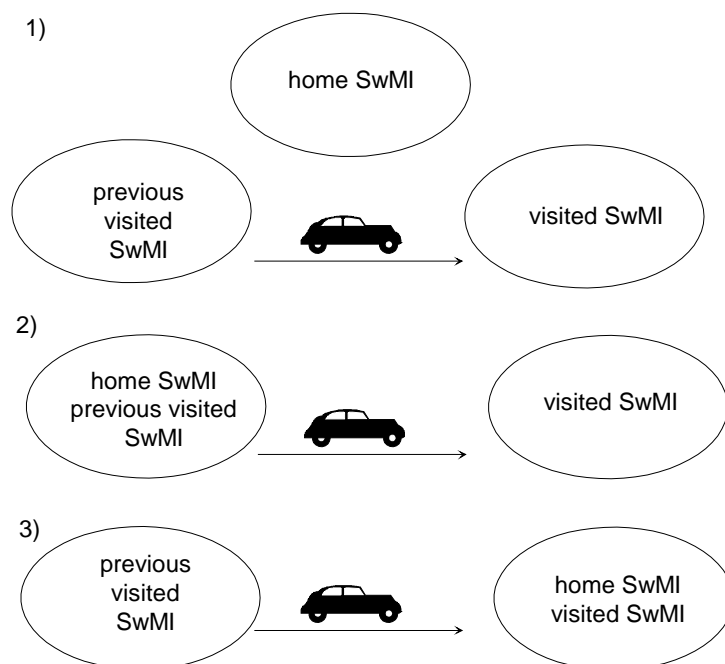 1)
home SwMI
previous
visited
SwMI
visited SwMI
2)
home SwMI
previous visited
SwMI
visited SwMI
3)
previous
visited
SwMI
home SwMI
visited SwMI